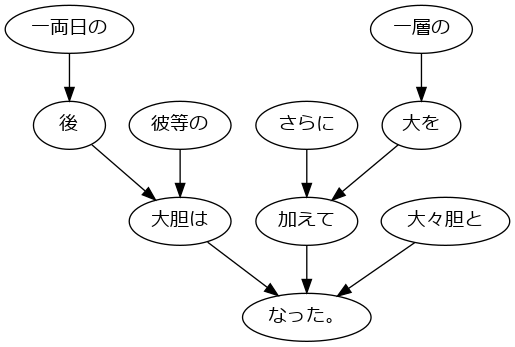 一両日の
一層の
後
彼等の
さらに
大を
大胆は
加えて
大々胆と
なった。